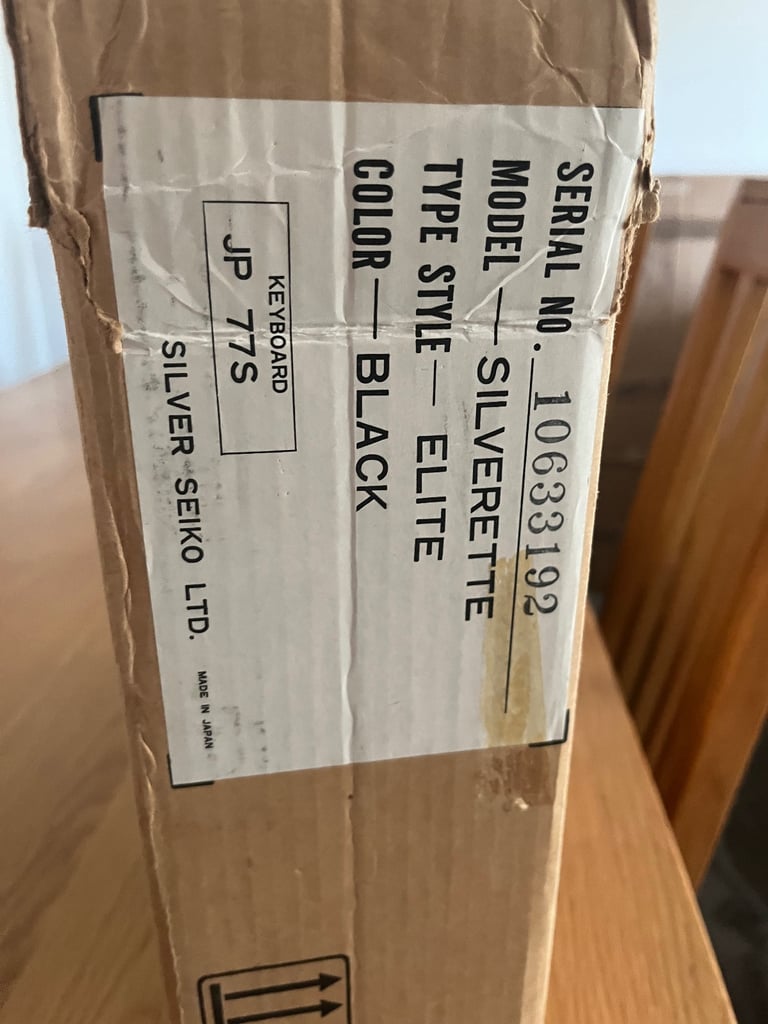 SERIAL NO. 10633192
MODEL — SILVERETTE
TYPE STYLE — ELITE
COLOR — BLACK
KEYBOARD
JP 77S
SILVER SEIKO LTD. MADE IN JAPAN